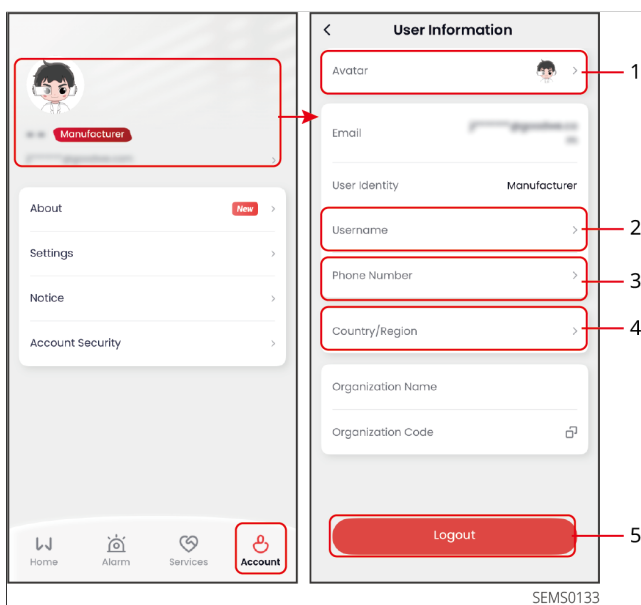 Manufacturer
About
New
Settings
Notice
Account Security
Home
Alarm
Services
Account
User Information
Avatar
1
Email
User Identity
Manufacturer
Username
2
Phone Number
3
Country/Region
4
Organization Name
Organization Code
Logout
5
SEMS0133